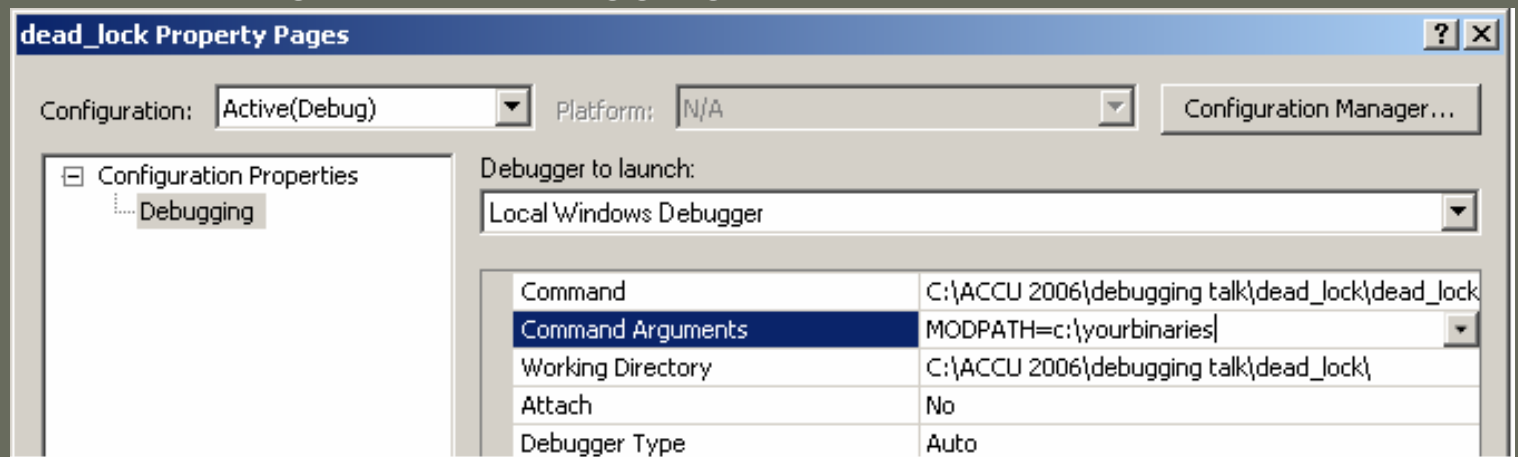 dead_lock Property Pages
Configuration: Active(Debug) Platform: N/A Configuration Manager...
Configuration Properties
Debugging
Debugger to launch:
Local Windows Debugger
Command C:\ACCU 2006\debugging talk\dead_lock\dead_lock
Command Arguments MODPATH=c:\yourbinaries
Working Directory C:\ACCU 2006\debugging talk\dead_lock\
Attach No
Debugger Type Auto